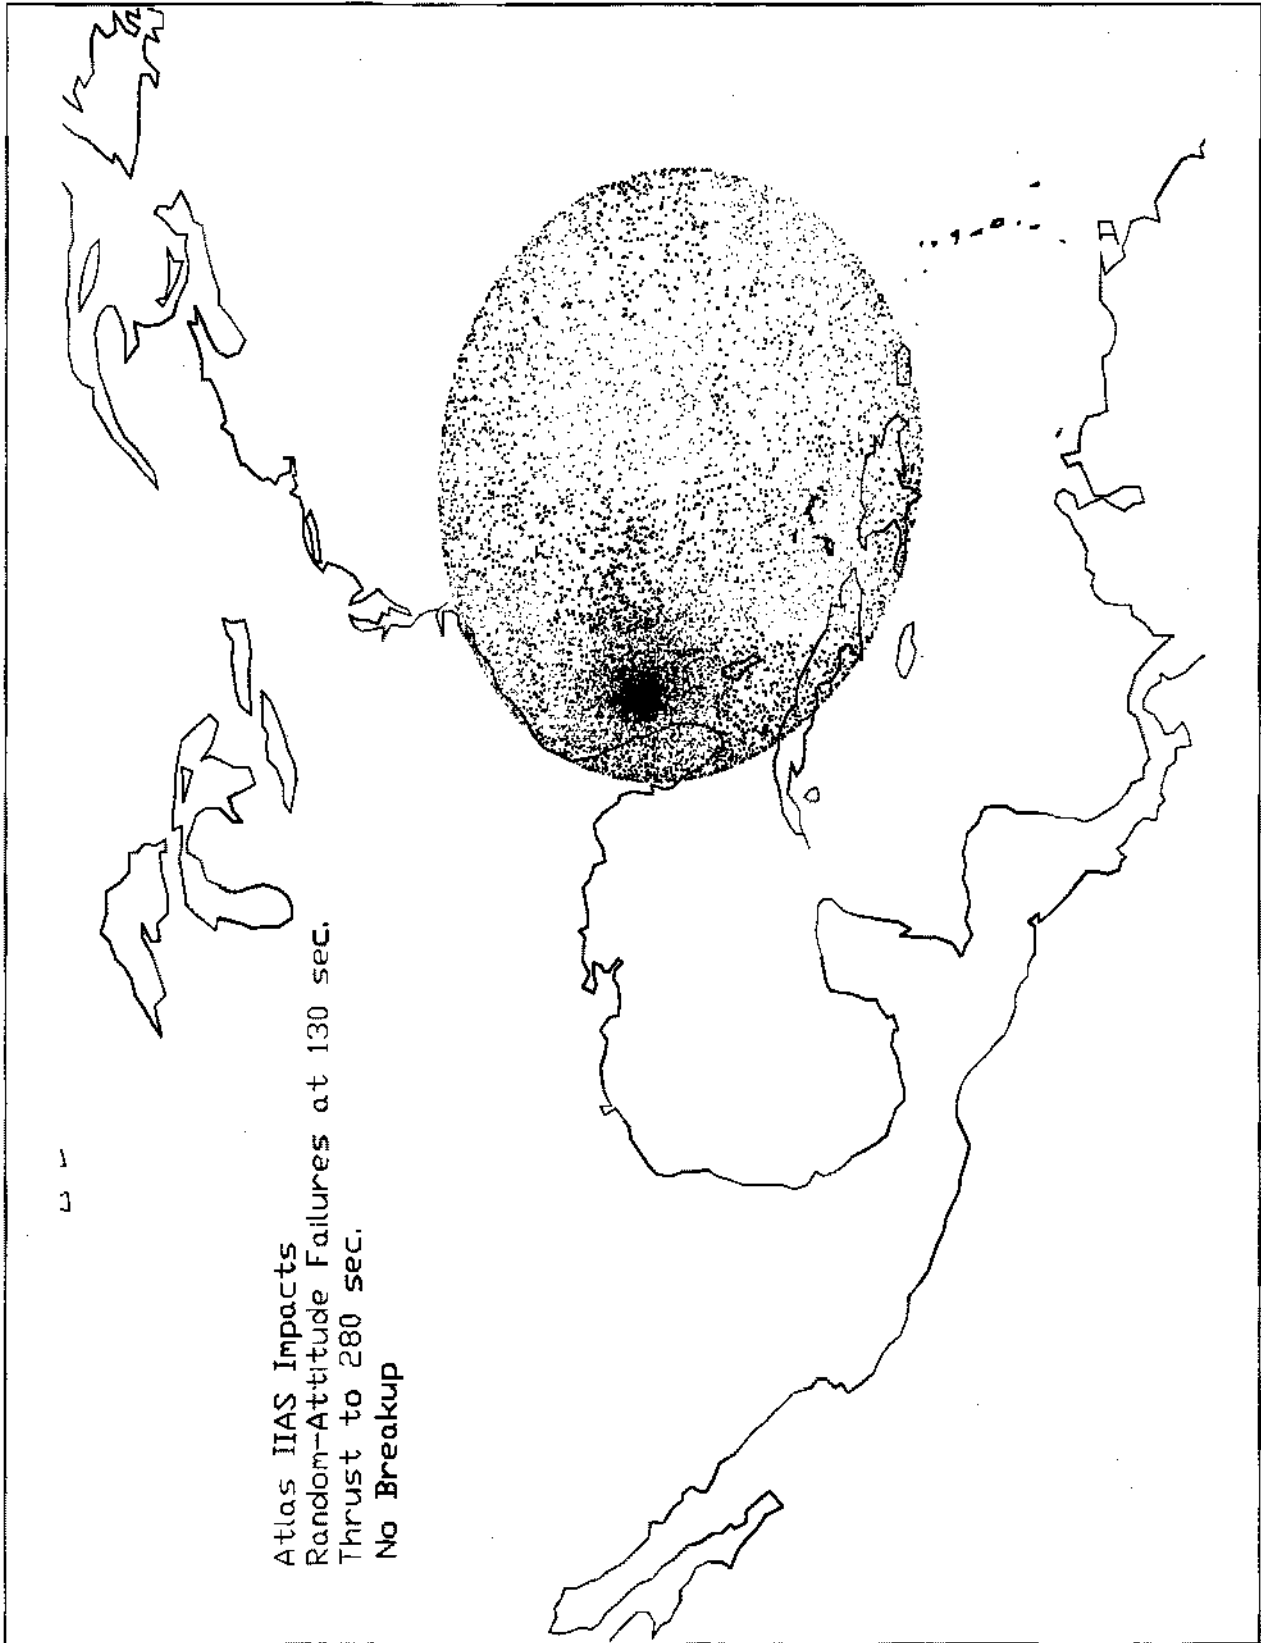 Atlas IIAS Impacts
Random-Attitude Failures at 130 sec.
Thrust to 280 sec.
No Breakup